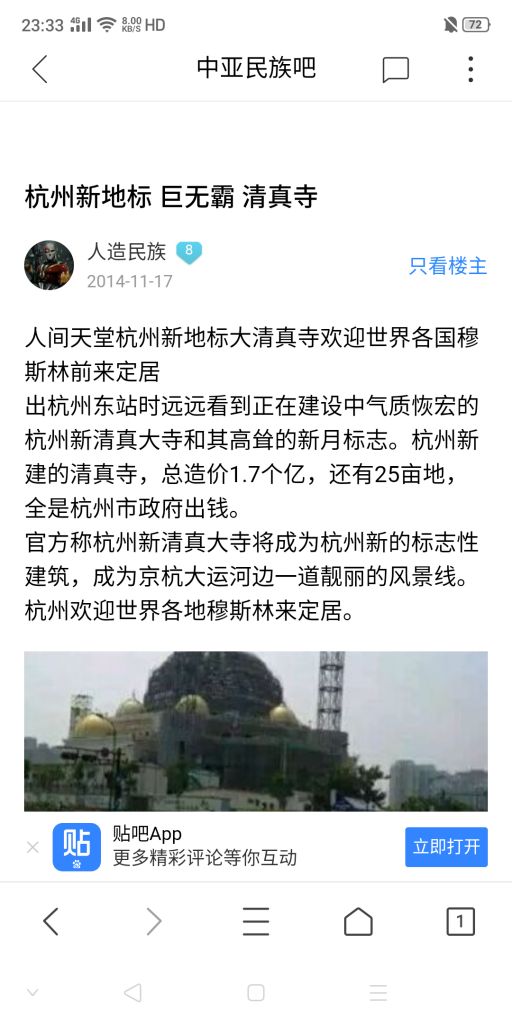 23:33 4G 8.00 KB/S HD 72
中亚民族吧
杭州新地标 巨无霸 清真寺
人造民族 8
2014-11-17
只看楼主
人间天堂杭州新地标大清真寺欢迎世界各国穆
斯林前来定居
出杭州东站时远远看到正在建设中气质恢宏的
杭州新清真大寺和其高耸的新月标志。杭州新
建的清真寺，总造价1.7个亿，还有25亩地，
全是杭州市政府出钱。
官方称杭州新清真大寺将成为杭州新的标志性
建筑，成为京杭大运河边一道靓丽的风景线。
杭州欢迎世界各地穆斯林来定居。
贴
贴吧App
更多精彩评论等你互动
立即打开
1